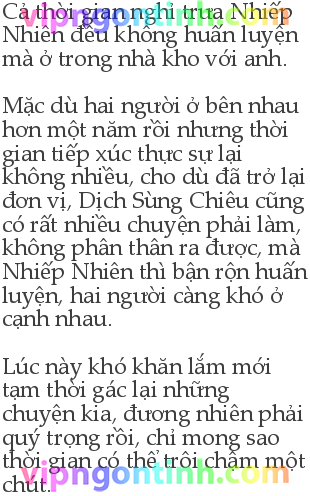 Cả thời gian nghỉ trưa Nhiếp
Nhiên đều không huấn luyện
mà ở trong nhà kho với anh.
Mặc dù hai người ở bên nhau
hơn một năm rồi nhưng thời
gian tiếp xúc thực sự lại
không nhiều, cho dù đã trở lại
đơn vị, Dịch Sùng Chiêu cũng
có rất nhiều chuyện phải làm,
không phân thân ra được, mà
Nhiếp Nhiên thì bận rộn huấn
luyện, hai người càng khó ở
cạnh nhau.
Lúc này khó khăn lắm mới
tạm thời gác lại những
chuyện kia, đương nhiên phải
quý trọng rồi, chỉ mong sao
thời gian có thể trôi chậm một
chút.
vipngontinh.com
vipngontinh.com